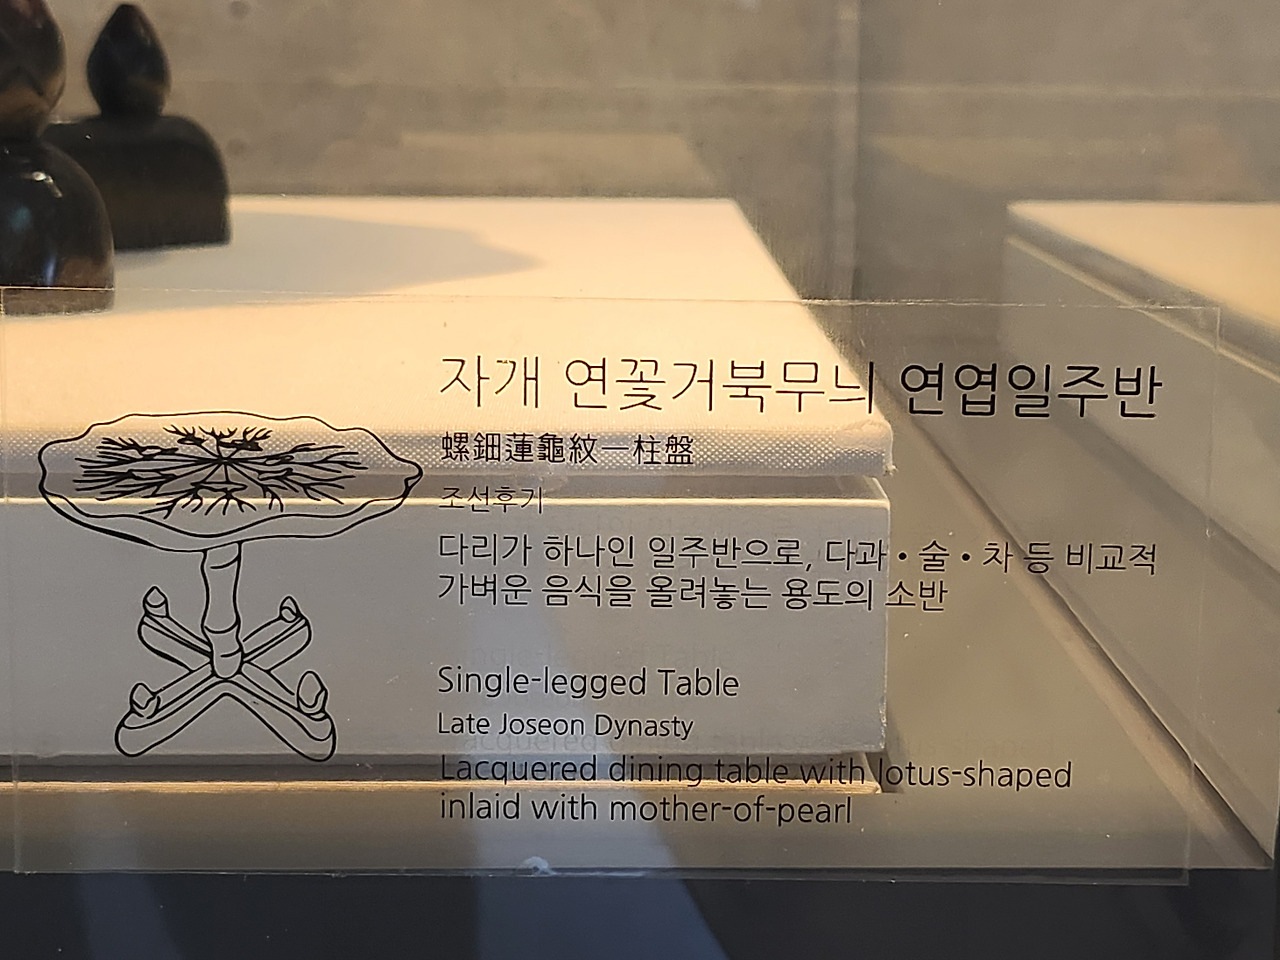 자개 연꽃거북무늬 연엽일주반
螺鈿蓮龜紋一柱盤
조선후기
다리가 하나인 일주반으로, 다과・술・차 등 비교적
가벼운 음식을 올려놓는 용도의 소반
Single-legged Table
Late Joseon Dynasty
Lacquered dining table with lotus-shaped
inlaid with mother-of-pearl